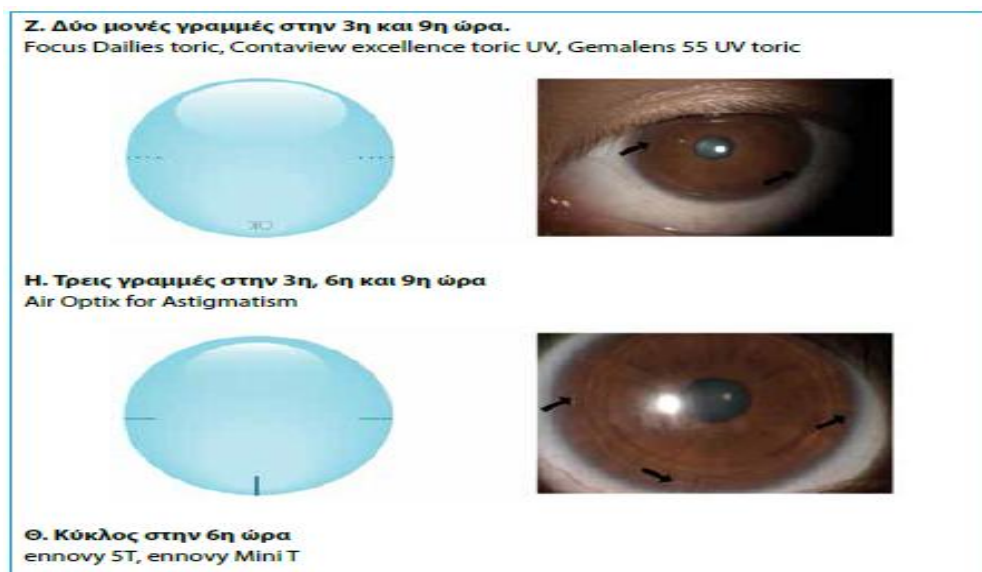 Ζ. Δύο μονές γραμμές στην 3η και 9η ώρα.
Focus Dailies toric, Contaview excellence toric UV, Gemalens 55 UV toric
Η. Τρεις γραμμές στην 3η, 6η και 9η ώρα
Air Optix for Astigmatism
Θ. Κύκλος στην 6η ώρα
ennovy 5T, ennovy Mini T